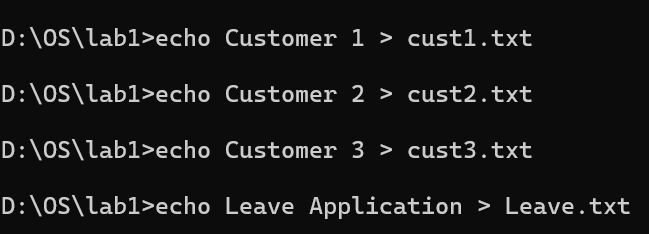 D:\OS\lab1>echo Customer 1 > cust1.txt
D:\OS\lab1>echo Customer 2 > cust2.txt
D:\OS\lab1>echo Customer 3 > cust3.txt
D:\OS\lab1>echo Leave Application > Leave.txt